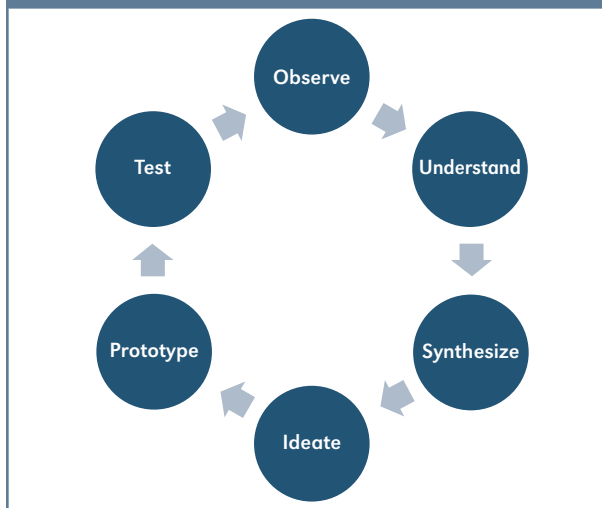 Observe
Understand
Synthesize
Ideate
Prototype
Test